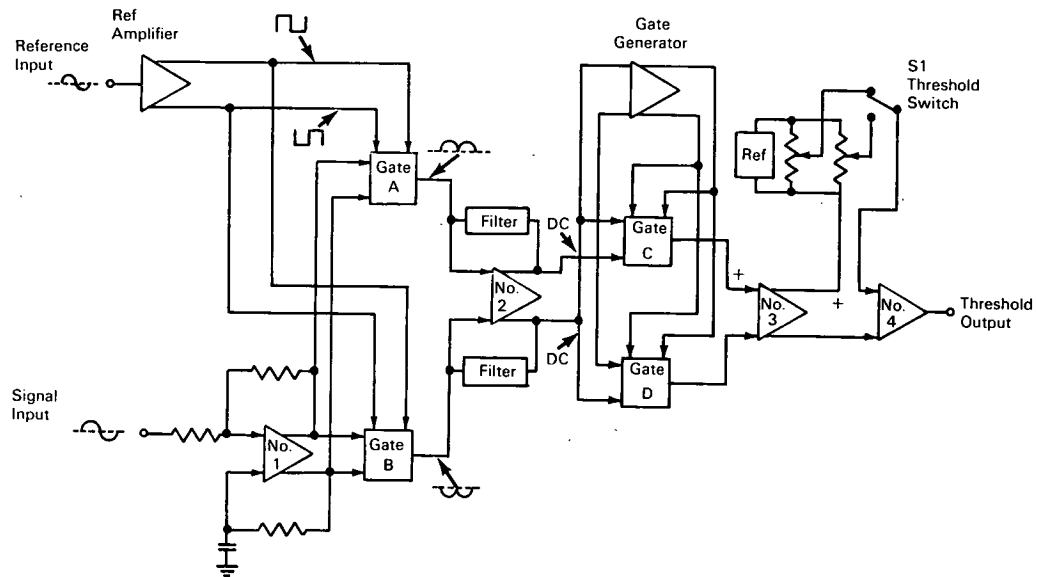 Ref
Amplifier
Reference
Input
Gate
Generator
S1
Threshold
Switch
Ref
Gate
A
Filter
DC
Gate
C
No.
2
+
No.
3
+
No.
4
Threshold
Output
DC
Filter
Gate
D
Signal
Input
No.
1
Gate
B